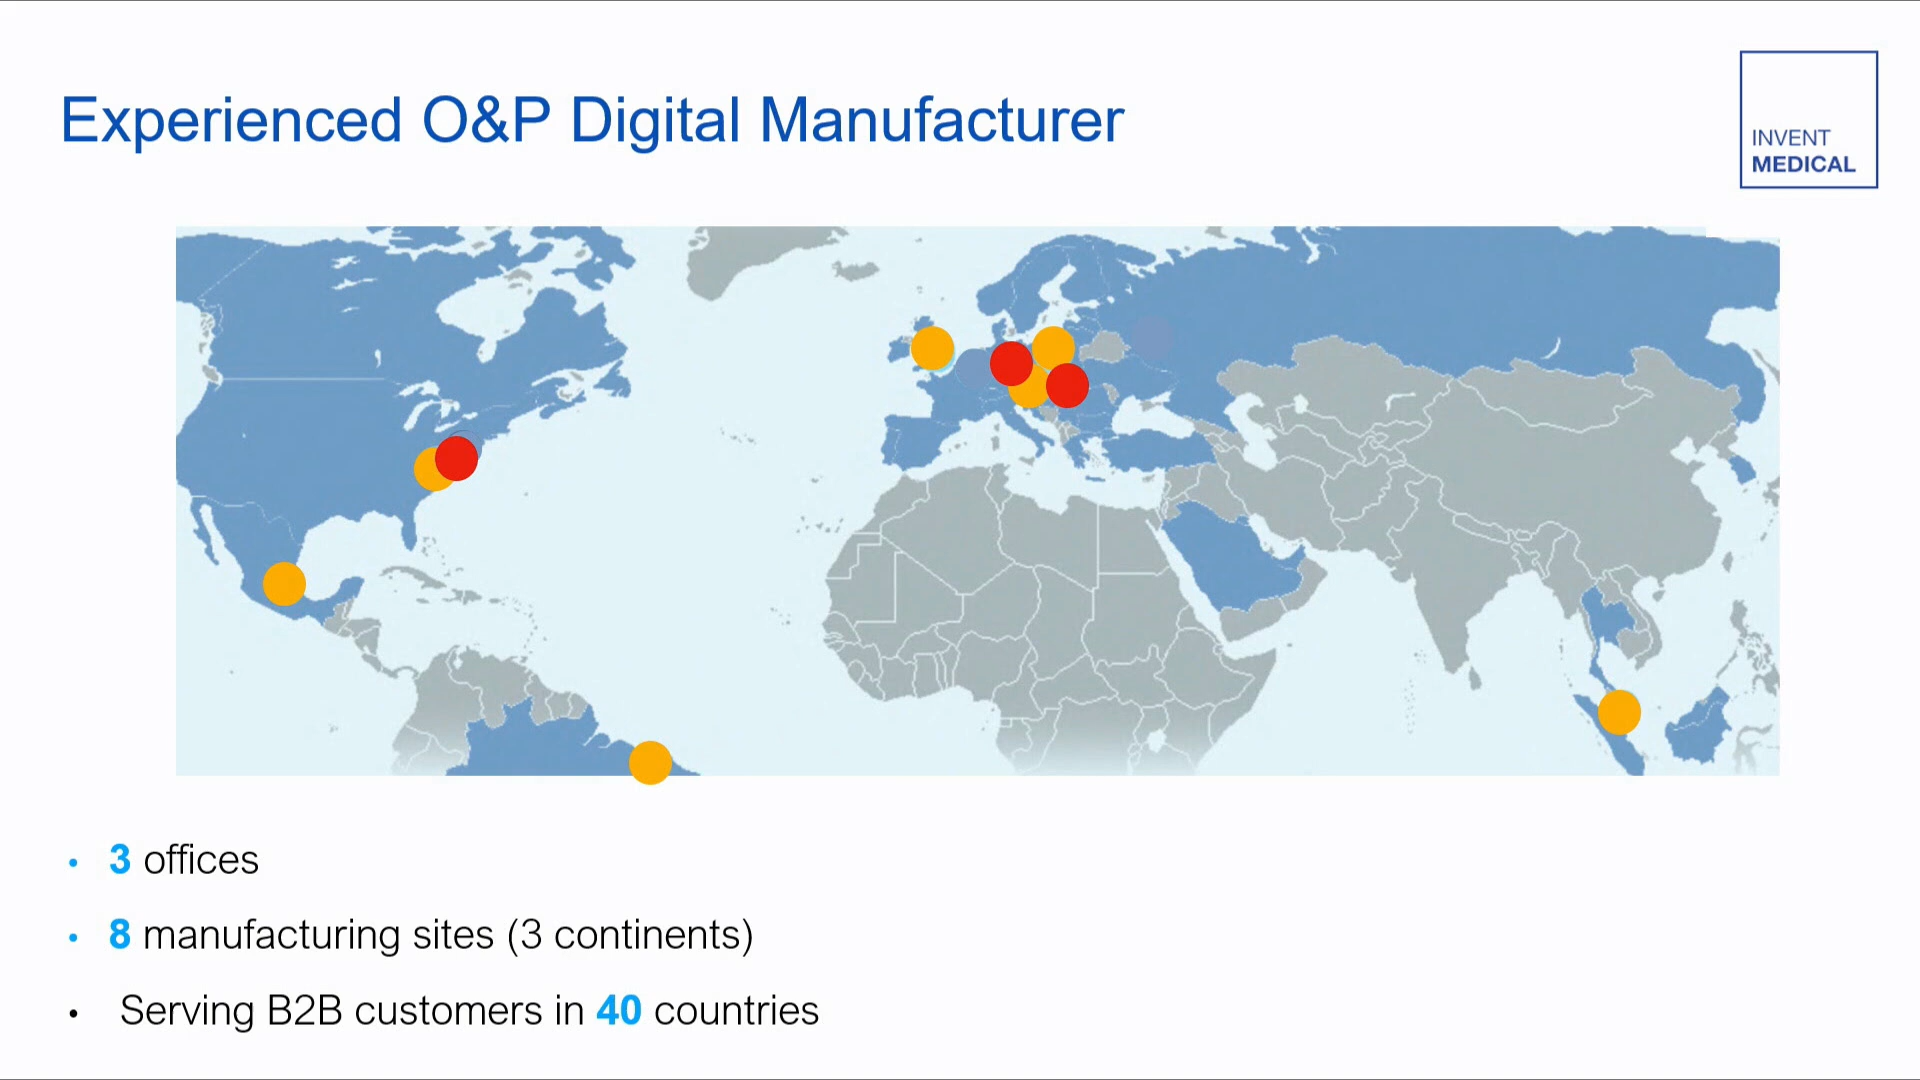 Experienced O&P Digital Manufacturer
INVENT
MEDICAL
• 3 offices
• 8 manufacturing sites (3 continents)
• Serving B2B customers in 40 countries